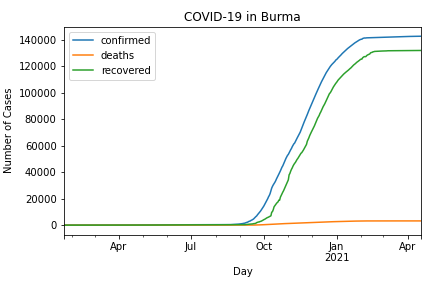 COVID-19 in Burma
confirmed
deaths
recovered
Number of Cases
140000
120000
100000
80000
60000
40000
20000
0
Apr
Jul
Oct
Jan
2021
Apr
Day